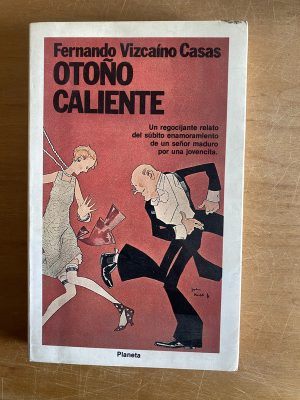 Fernando Vizcaíno Casas
OTOÑO
CALIENTE
Un regocijante relato
del súbito enamoramiento
de un señor maduro
por una jovencita.
Planeta